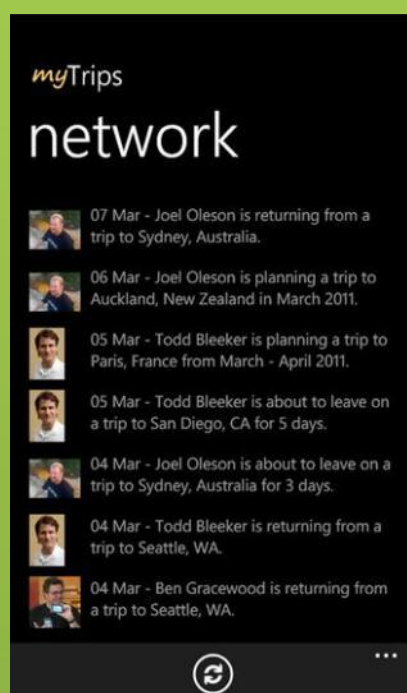 myTrips
network
07 Mar - Joel Oleson is returning from a
trip to Sydney, Australia.
06 Mar - Joel Oleson is planning a trip to
Auckland, New Zealand in March 2011.
05 Mar - Todd Bleeker is planning a trip to
Paris, France from March - April 2011.
05 Mar - Todd Bleeker is about to leave on
a trip to San Diego, CA for 5 days.
04 Mar - Joel Oleson is about to leave on a
trip to Sydney, Australia for 3 days.
04 Mar - Todd Bleeker is returning from a
trip to Seattle, WA.
04 Mar - Ben Gracewood is returning from
a trip to Seattle, WA.